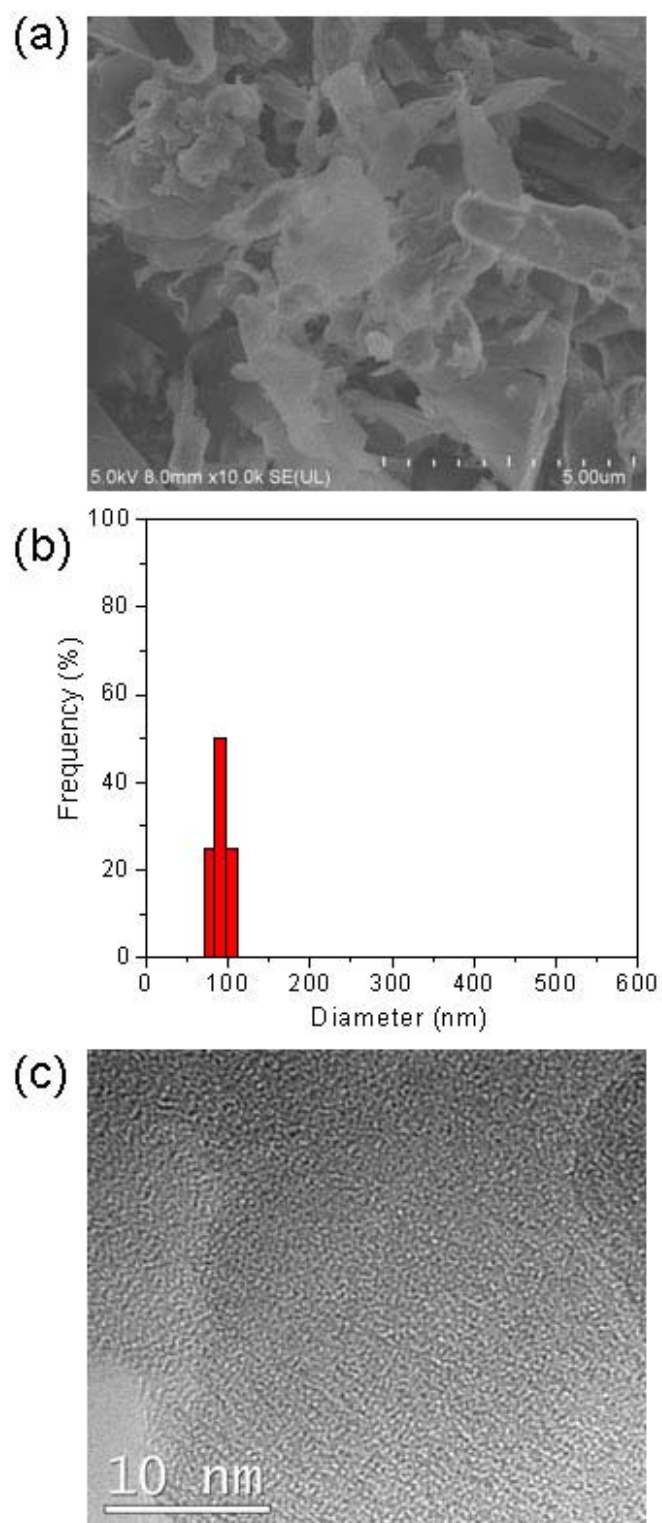 (a)
5.0kV 8.0mm x10.0k SE(UL)
5.00um
(b)
100
80
60
40
20
0
Frequency (%)
0 100 200 300 400 500 600
Diameter (nm)
(c)
10 nm